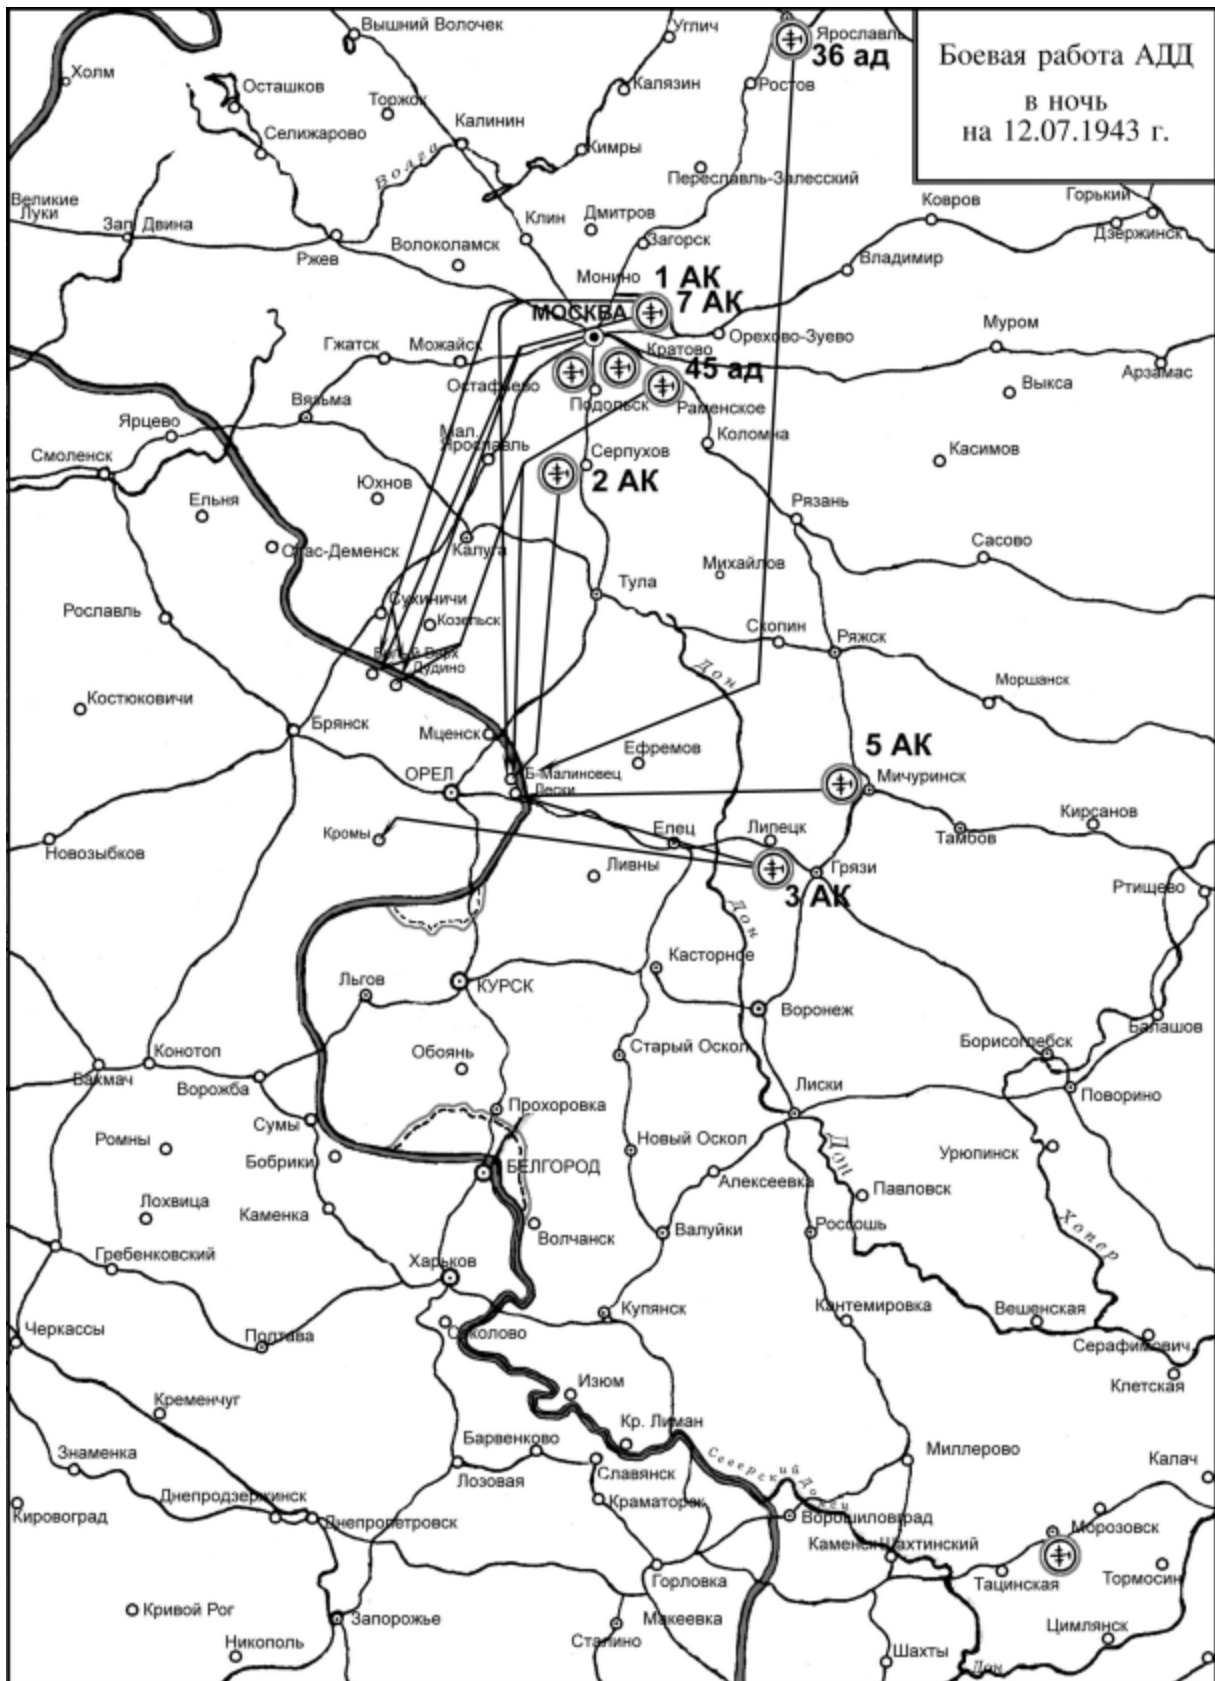 Боевая работа АДД
в ночь
на 12.07.1943 г.
Вышний Волочек
Углич
Ярославль
36 ад
Холм
Осташков
Торжок
Калязин
Ростов
Селижарово
Калинин
Кимры
Волга
Переславль-Залесский
Великие
Луки
Зап. Двина
Ржев
Волоколамск
Клин
Дмитров
Загорск
Ковров
Горький
Дзержинск
Владимир
Монино
1 АК
7 АК
МОСКВА
Гжатск
Можайск
Кратово
Орехово-Зуево
Муром
Арзамас
Выкса
Остафьево
45 ад
Подольск
Раменское
Вязьма
Ярцево
Мал.
Ярославль
Серпухов
Коломна
Касимов
Смоленск
2 АК
Юхнов
Ельня
Рязань
Спас-Деменск
Калуга
Сасово
Михайлов
Тула
Рославль
Сухиничи
Козельск
Скопин
Ряжск
Дудино
Дон
Моршанск
Костюковичи
Брянск
Мценск
Ефремов
5 АК
ОРЕЛ
Б-Малиновец
Лески
Мичуринск
Кирсанов
Тамбов
Кромы
Елец
Липецк
Новозыбков
Ливны
Грязи
3 АК
Ртищево
Дон
Касторное
Льгов
КУРСК
Воронеж
Балашов
Конотоп
Обоянь
Старый Оскол
Борисоглебск
Бахмач
Ворожба
Лиски
Поворино
Прохоровка
Сумы
Ромны
Бобрики
Новый Оскол
Дон
Урюпинск
БЕЛГОРОД
Алексеевка
Павловск
Лохвица
Каменка
Волчанск
Валуйки
Россошь
Хопер
Гребенковский
Харьков
Купянск
Кантемировка
Вешенская
Черкассы
Полтава
Соколово
Серафимович
Клетская
Изюм
Кременчуг
Кр. Лиман
Барвенково
Северский Донец
Миллерово
Калач
Знаменка
Лозовая
Славянск
Днепродзержинск
Краматорск
Кировоград
Днепропетровск
Ворошиловград
Морозовск
Каменск-Шахтинский
Горловка
Тацинская
Тормосин
Кривой Рог
Запорожье
Макеевка
Сталино
Цимлянск
Никополь
Шахты
Дон